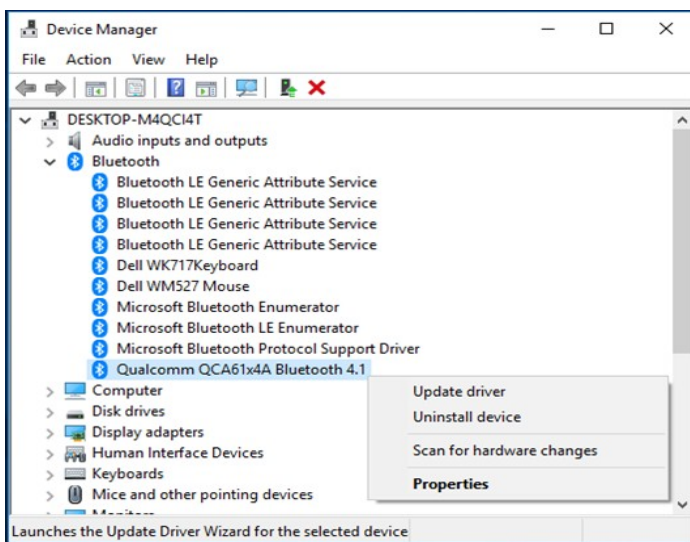 Device Manager
File Action View Help
DESKTOP-M4QCI4T
Audio inputs and outputs
Bluetooth
Bluetooth LE Generic Attribute Service
Bluetooth LE Generic Attribute Service
Bluetooth LE Generic Attribute Service
Bluetooth LE Generic Attribute Service
Dell WK717Keyboard
Dell WM527 Mouse
Microsoft Bluetooth Enumerator
Microsoft Bluetooth LE Enumerator
Microsoft Bluetooth Protocol Support Driver
Qualcomm QCA61x4A Bluetooth 4.1
Computer
Disk drives
Display adapters
Human Interface Devices
Keyboards
Mice and other pointing devices
Update driver
Uninstall device
Scan for hardware changes
Properties
Launches the Update Driver Wizard for the selected device